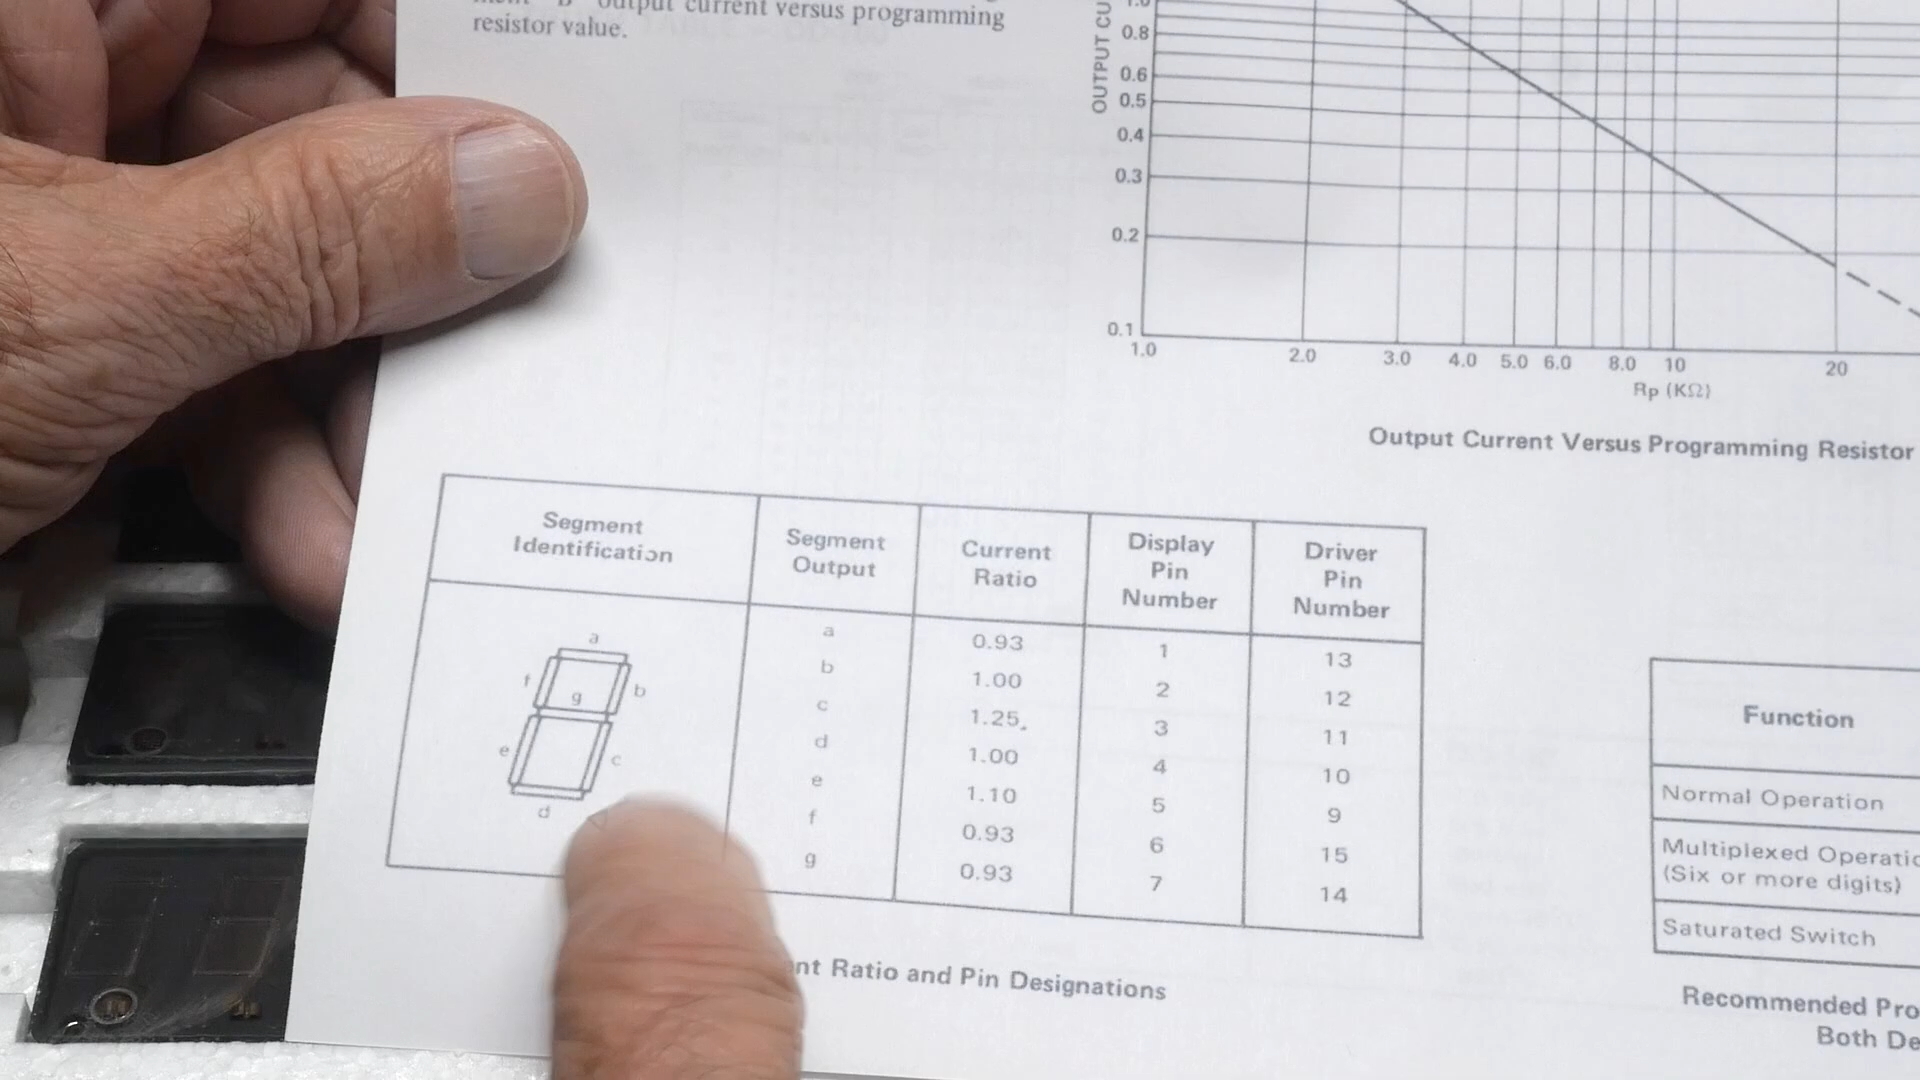 output current versus programming
resistor value.
OUTPUT CU
1.0
0.8
0.6
0.5
0.4
0.3
0.2
0.1
1.0 2.0 3.0 4.0 5.0 6.0 8.0 10 20
Rp (KΩ)
Output Current Versus Programming Resistor
Segment
Identification
Segment
Output
Current
Ratio
Display
Pin
Number
Driver
Pin
Number
a
f
g
b
e
c
d
a 0.93 1 13
b 1.00 2 12
c 1.25 3 11
d 1.00 4 10
e 1.10 5 9
f 0.93 6 15
g 0.93 7 14
nt Ratio and Pin Designations
Function
Normal Operation
Multiplexed Operatio
(Six or more digits)
Saturated Switch
Recommended Pro
Both De